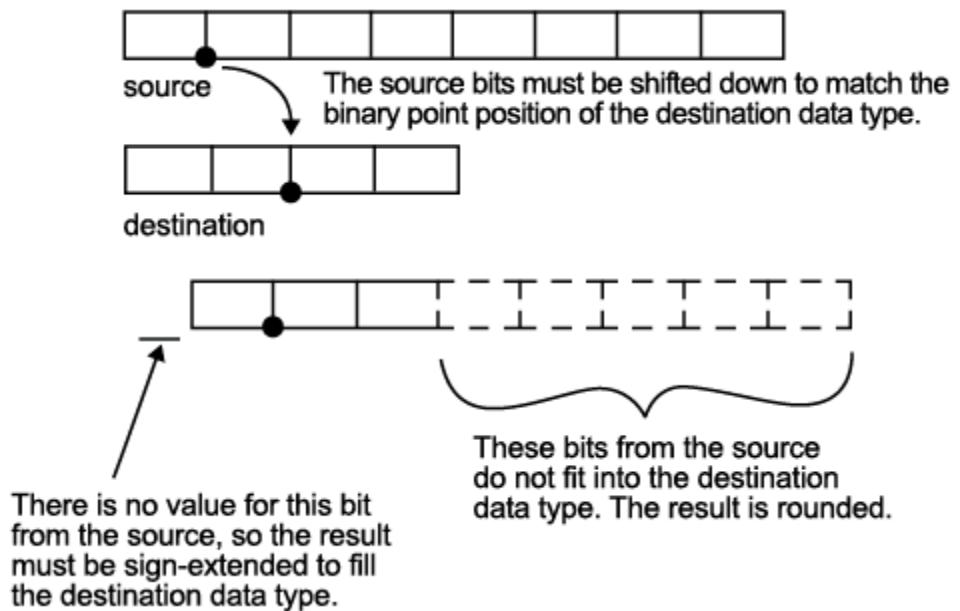 source
The source bits must be shifted down to match the
binary point position of the destination data type.
destination
These bits from the source
do not fit into the destination
data type. The result is rounded.
There is no value for this bit
from the source, so the result
must be sign-extended to fill
the destination data type.